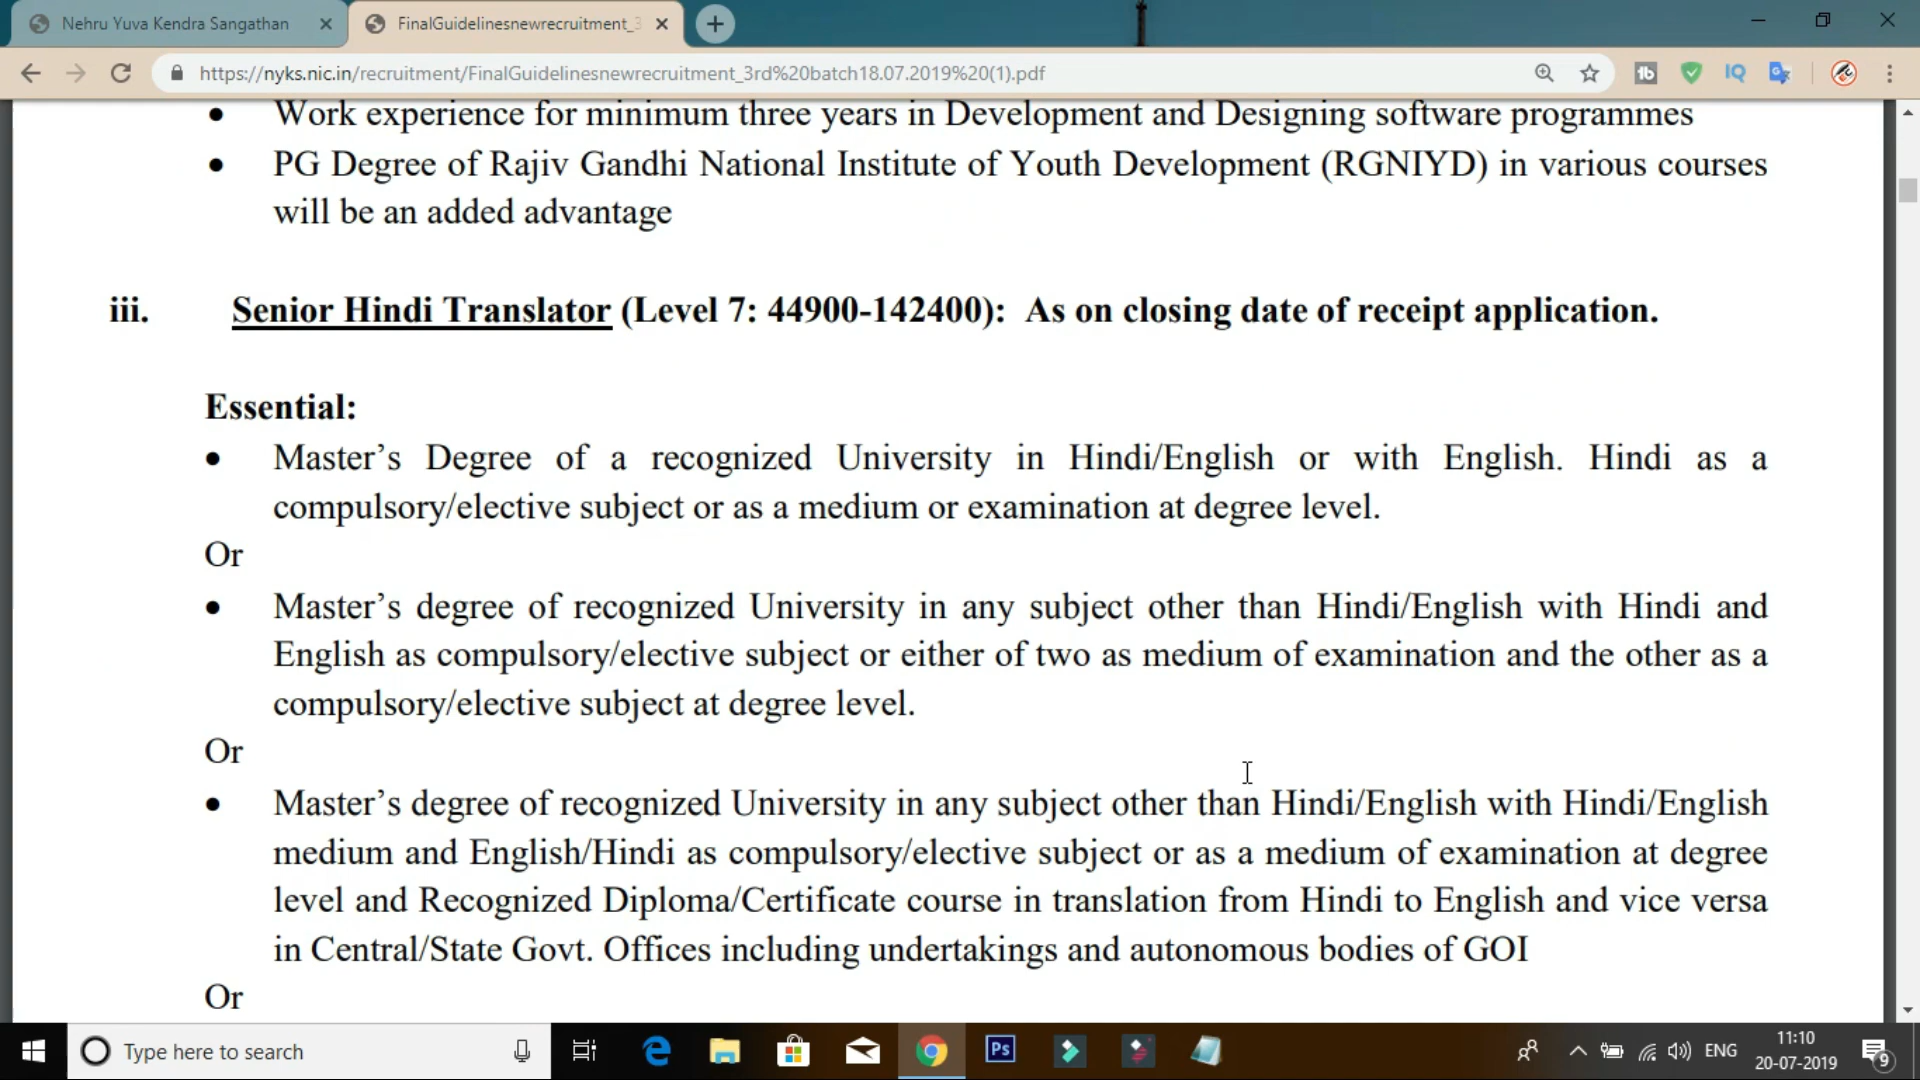 Nehru Yuva Kendra Sangathan
FinalGuidelinesnewrecruitment_3
https://nyks.nic.in/recruitment/FinalGuidelinesnewrecruitment_3rd%20batch18.07.2019%20(1).pdf
• Work experience for minimum three years in Development and Designing software programmes
• PG Degree of Rajiv Gandhi National Institute of Youth Development (RGNIYD) in various courses
will be an added advantage
iii. Senior Hindi Translator (Level 7: 44900-142400): As on closing date of receipt application.
Essential:
• Master’s Degree of a recognized University in Hindi/English or with English. Hindi as a
compulsory/elective subject or as a medium or examination at degree level.
Or
• Master’s degree of recognized University in any subject other than Hindi/English with Hindi and
English as compulsory/elective subject or either of two as medium of examination and the other as a
compulsory/elective subject at degree level.
Or
• Master’s degree of recognized University in any subject other than Hindi/English with Hindi/English
medium and English/Hindi as compulsory/elective subject or as a medium of examination at degree
level and Recognized Diploma/Certificate course in translation from Hindi to English and vice versa
in Central/State Govt. Offices including undertakings and autonomous bodies of GOI
Or
Type here to search
Ps
ENG
11:10
20-07-2019
9
tb
IQ